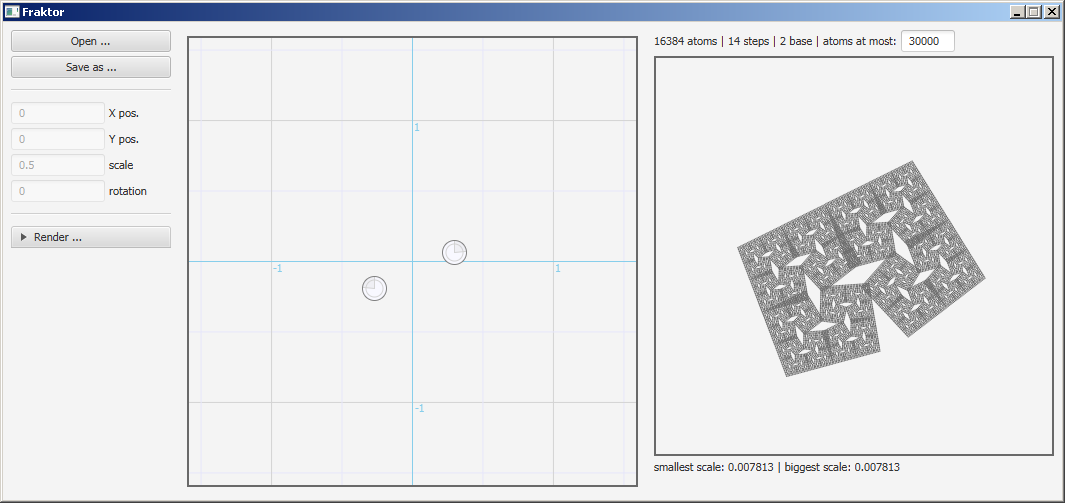 Fraktor
Open ...
Save as ...
0 X pos.
0 Y pos.
0.5 scale
0 rotation
Render ...
1
-1 1
-1
16384 atoms | 14 steps | 2 base | atoms at most: 30000
smallest scale: 0.007813 | biggest scale: 0.007813